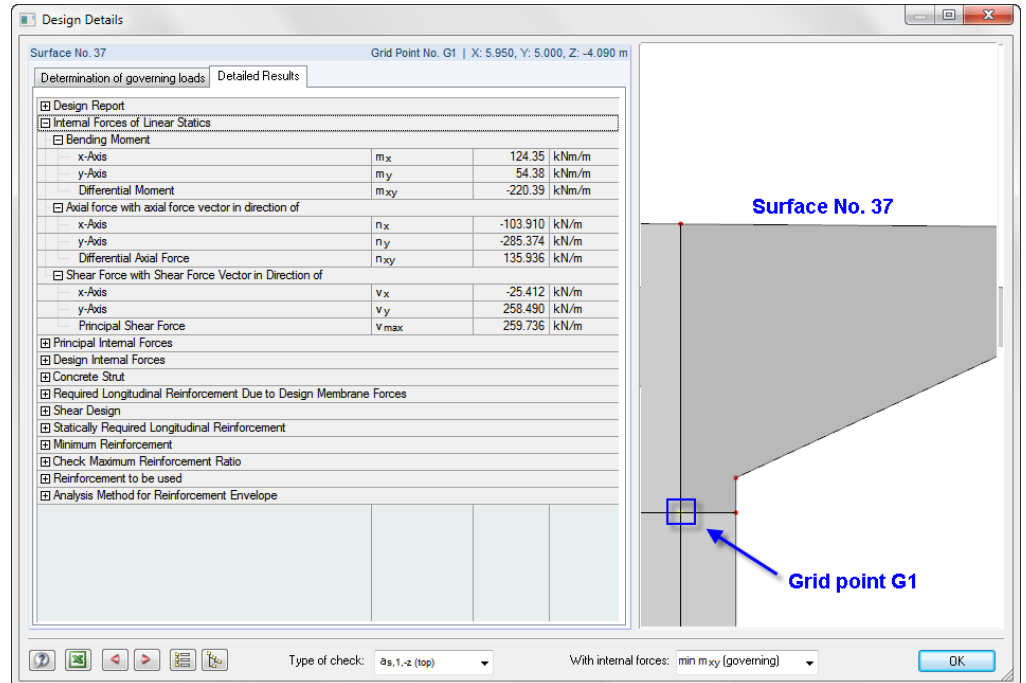 Design Details
Surface No. 37 Grid Point No. G1 | X: 5.950, Y: 5.000, Z: -4.090 m
Determination of governing loads Detailed Results
Design Report
Internal Forces of Linear Statics
Bending Moment
x-Axis mx 124.35 kNm/m
y-Axis my 54.38 kNm/m
Differential Moment mxy -220.39 kNm/m
Axial force with axial force vector in direction of
x-Axis nx -103.910 kN/m
y-Axis ny -285.374 kN/m
Differential Axial Force nxy 135.936 kN/m
Shear Force with Shear Force Vector in Direction of
x-Axis vx -25.412 kN/m
y-Axis vy 258.490 kN/m
Principal Shear Force vmax 259.736 kN/m
Principal Internal Forces
Design Internal Forces
Concrete Strut
Required Longitudinal Reinforcement Due to Design Membrane Forces
Shear Design
Statically Required Longitudinal Reinforcement
Minimum Reinforcement
Check Maximum Reinforcement Ratio
Reinforcement to be used
Analysis Method for Reinforcement Envelope
Surface No. 37
Grid point G1
Type of check: as,1,-z (top) With internal forces: min mxy (governing) OK